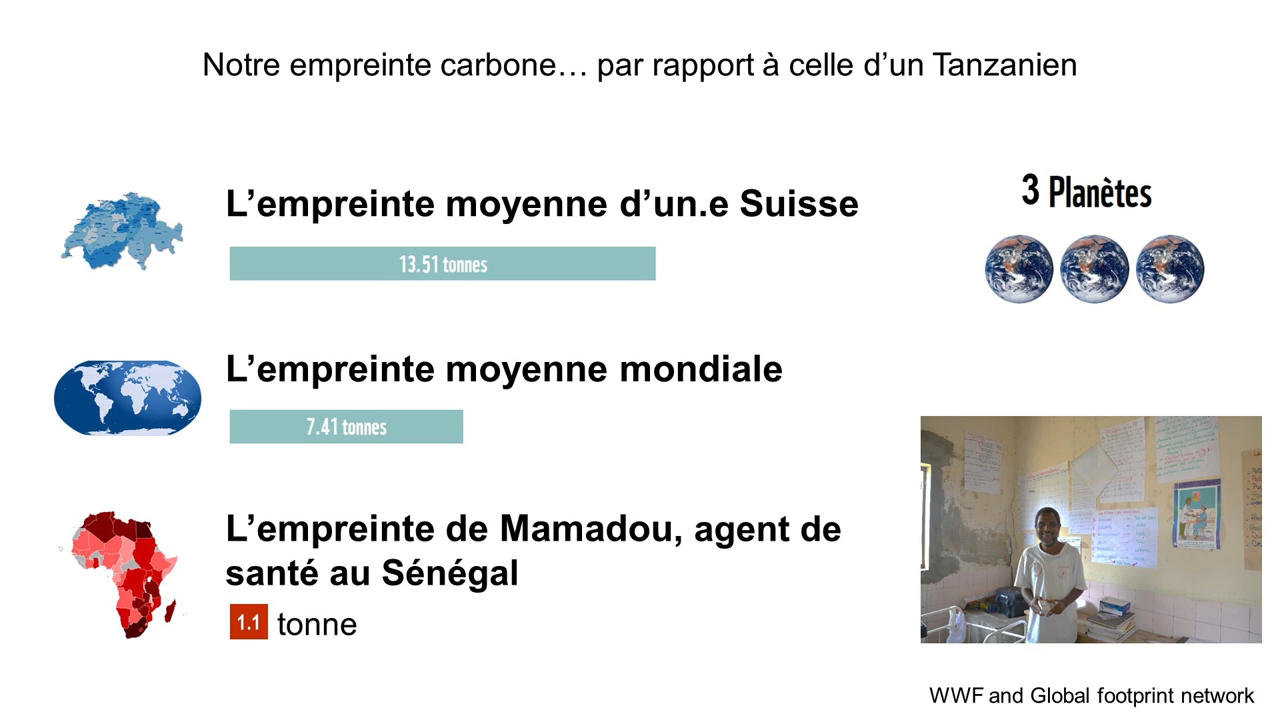 Notre empreinte carbone… par rapport à celle d’un Tanzanien
L’empreinte moyenne d’un.e Suisse
13.51 tonnes
3 Planètes
L’empreinte moyenne mondiale
7.41 tonnes
L’empreinte de Mamadou, agent de
santé au Sénégal
1.1 tonne
WWF and Global footprint network